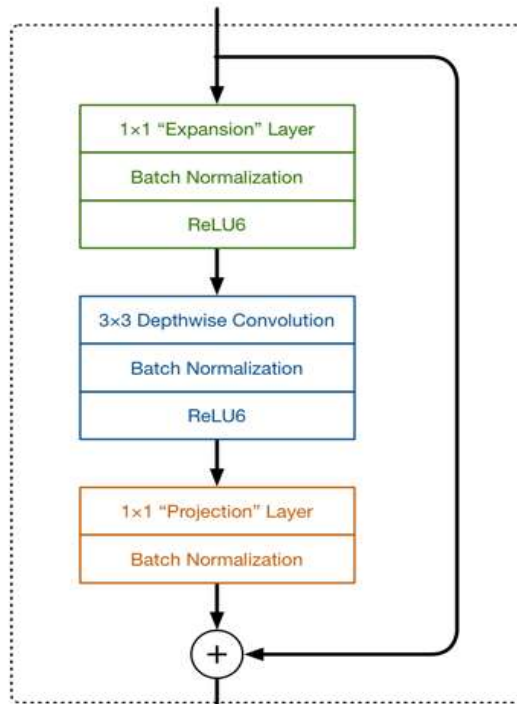 1×1 “Expansion” Layer
Batch Normalization
ReLU6
3×3 Depthwise Convolution
Batch Normalization
ReLU6
1×1 “Projection” Layer
Batch Normalization
+